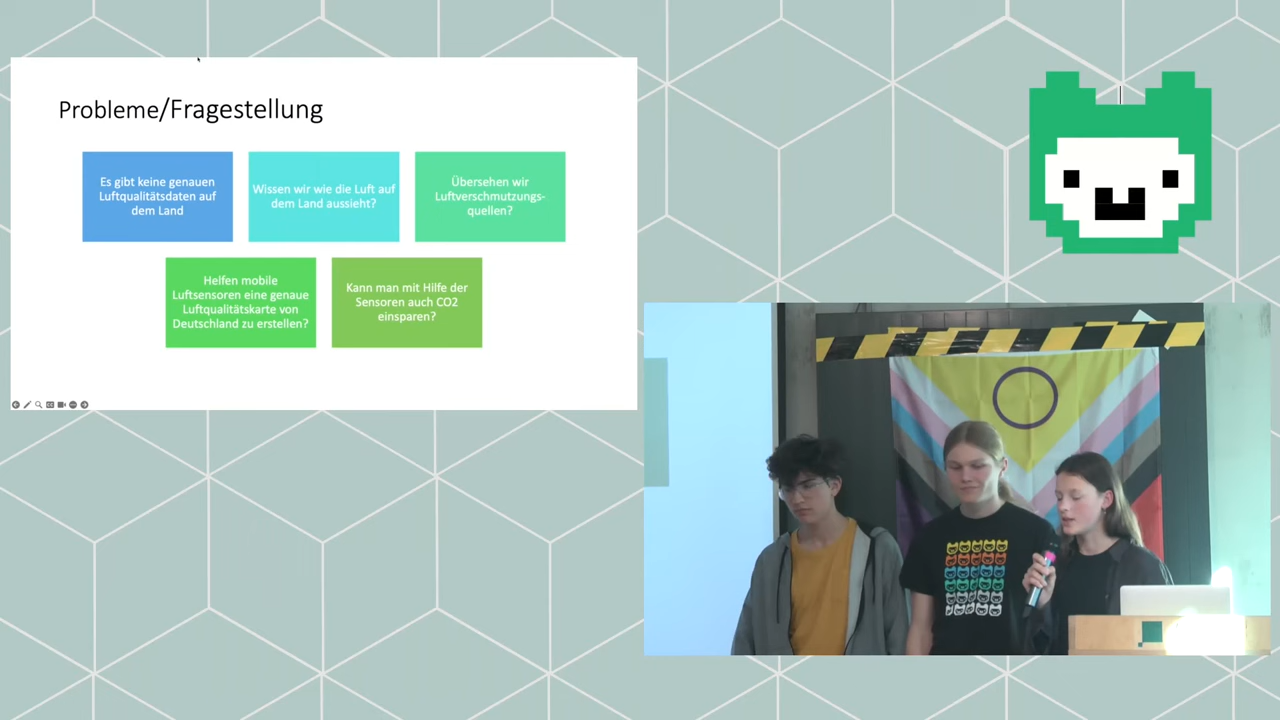 Probleme/Fragestellung
Es gibt keine genauen
Luftqualitätsdaten auf
dem Land
Wissen wir wie die Luft auf
dem Land aussieht?
Übersehen wir
Luftverschmutzungs-
quellen?
Helfen mobile
Luftsensoren eine genaue
Luftqualitätskarte von
Deutschland zu erstellen?
Kann man mit Hilfe der
Sensoren auch CO2
einsparen?